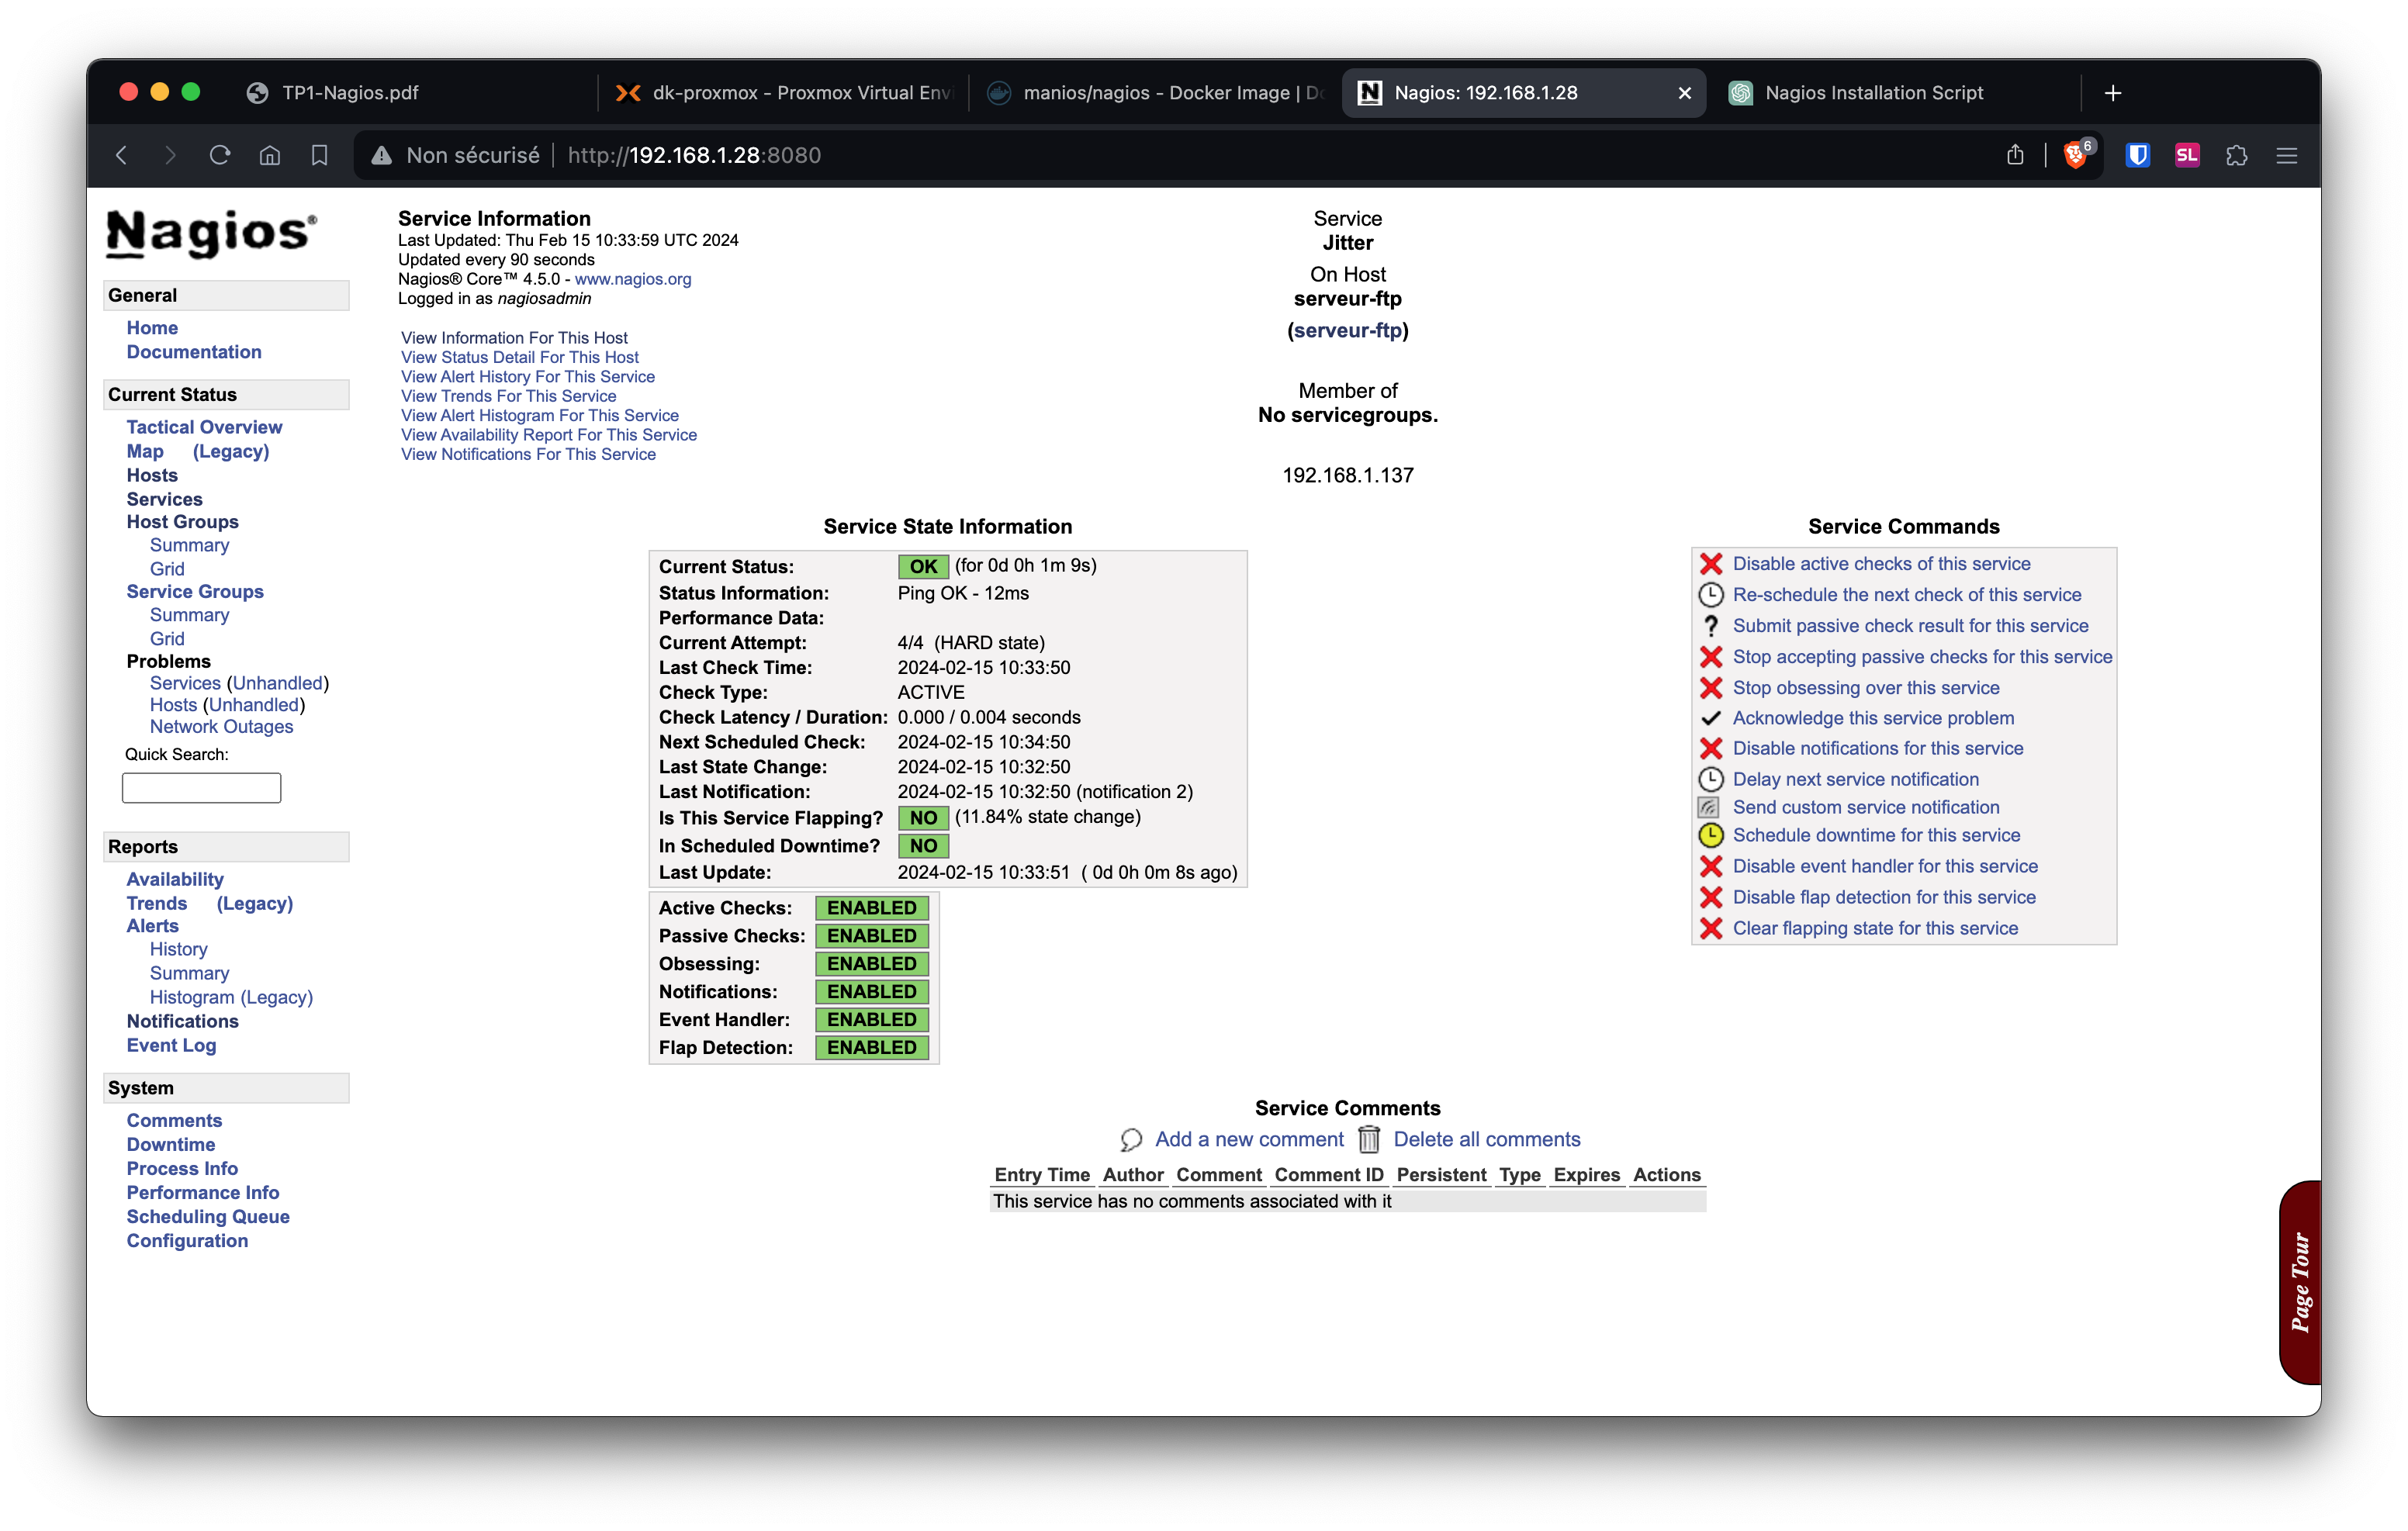 TP1-Nagios.pdf
dk-proxmox - Proxmox Virtual Envi
manios/nagios - Docker Image | Do
Nagios: 192.168.1.28
Nagios Installation Script
Non sécurisé
http://192.168.1.28:8080
6
SL
Nagios®
General
Home
Documentation
Current Status
Tactical Overview
Map (Legacy)
Hosts
Services
Host Groups
Summary
Grid
Service Groups
Summary
Grid
Problems
Services (Unhandled)
Hosts (Unhandled)
Network Outages
Quick Search:
Reports
Availability
Trends (Legacy)
Alerts
History
Summary
Histogram (Legacy)
Notifications
Event Log
System
Comments
Downtime
Process Info
Performance Info
Scheduling Queue
Configuration
Service Information
Last Updated: Thu Feb 15 10:33:59 UTC 2024
Updated every 90 seconds
Nagios® Core™ 4.5.0 - www.nagios.org
Logged in as nagiosadmin
View Information For This Host
View Status Detail For This Host
View Alert History For This Service
View Trends For This Service
View Alert Histogram For This Service
View Availability Report For This Service
View Notifications For This Service
Service
Jitter
On Host
serveur-ftp
(serveur-ftp)
Member of
No servicegroups.
192.168.1.137
Service State Information
Current Status: OK (for 0d 0h 1m 9s)
Status Information: Ping OK - 12ms
Performance Data:
Current Attempt: 4/4 (HARD state)
Last Check Time: 2024-02-15 10:33:50
Check Type: ACTIVE
Check Latency / Duration: 0.000 / 0.004 seconds
Next Scheduled Check: 2024-02-15 10:34:50
Last State Change: 2024-02-15 10:32:50
Last Notification: 2024-02-15 10:32:50 (notification 2)
Is This Service Flapping? NO (11.84% state change)
In Scheduled Downtime? NO
Last Update: 2024-02-15 10:33:51 ( 0d 0h 0m 8s ago)
Active Checks: ENABLED
Passive Checks: ENABLED
Obsessing: ENABLED
Notifications: ENABLED
Event Handler: ENABLED
Flap Detection: ENABLED
Service Commands
Disable active checks of this service
Re-schedule the next check of this service
Submit passive check result for this service
Stop accepting passive checks for this service
Stop obsessing over this service
Acknowledge this service problem
Disable notifications for this service
Delay next service notification
Send custom service notification
Schedule downtime for this service
Disable event handler for this service
Disable flap detection for this service
Clear flapping state for this service
Service Comments
Add a new comment Delete all comments
Entry Time Author Comment Comment ID Persistent Type Expires Actions
This service has no comments associated with it
Page Tour